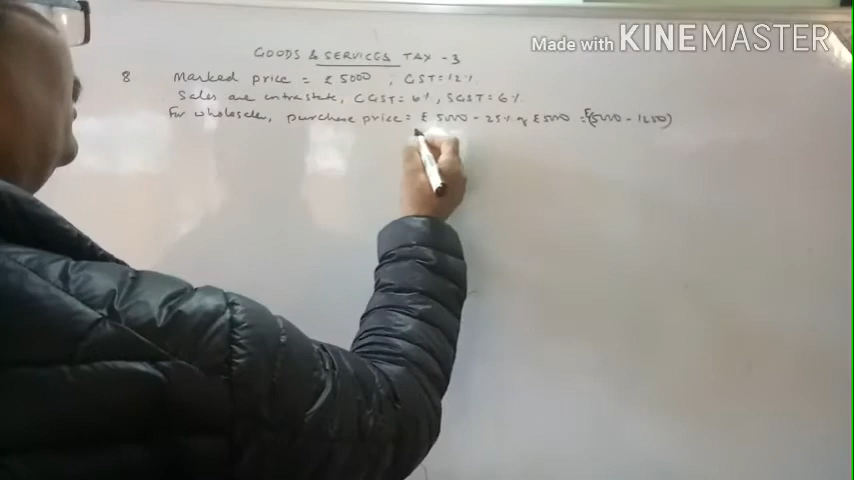 Made with KINEMASTER
GOODS & SERVICES TAX - 3
8 Marked price = ₹ 5000 , GST = 12%
Sales are intrastate, CGST = 6%, SGST = 6%
For wholesaler, purchase price = ₹ 5000 - 25% of ₹ 5000 = ₹(5000 - 1250)